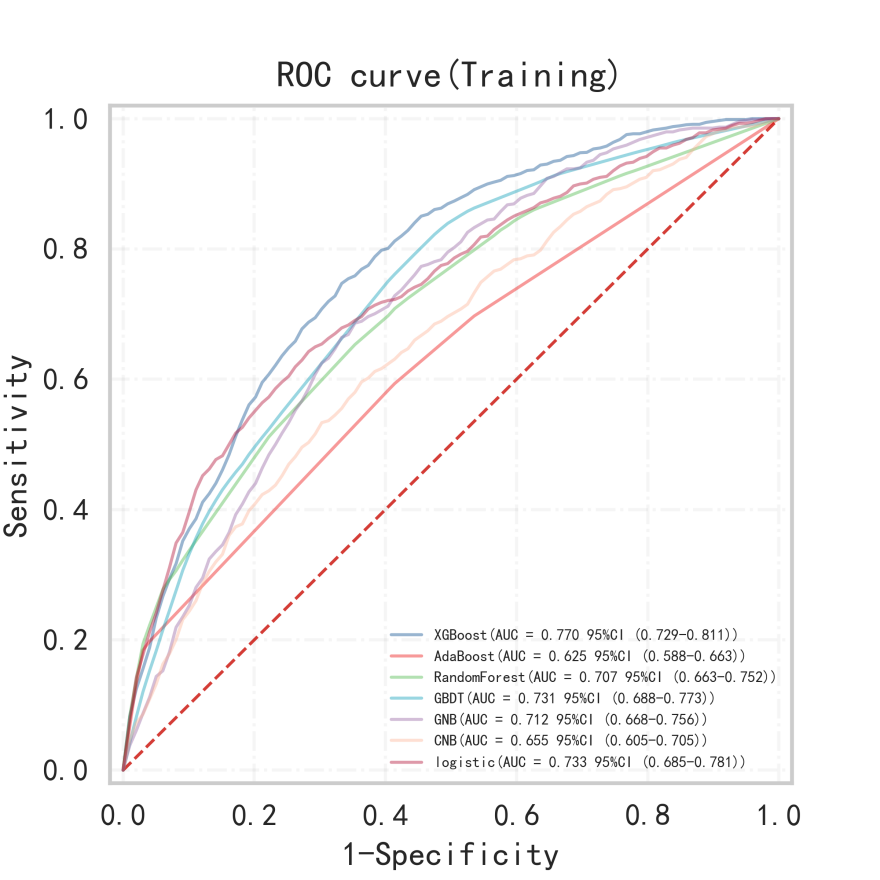 ROC curve(Training)
1.0
0.8
0.6
0.4
0.2
0.0
Sensitivity
XGBoost(AUC = 0.770 95%CI (0.729-0.811))
AdaBoost(AUC = 0.625 95%CI (0.588-0.663))
RandomForest(AUC = 0.707 95%CI (0.663-0.752))
GBDT(AUC = 0.731 95%CI (0.688-0.773))
GNB(AUC = 0.712 95%CI (0.668-0.756))
CNB(AUC = 0.655 95%CI (0.605-0.705))
logistic(AUC = 0.733 95%CI (0.685-0.781))
0.0 0.2 0.4 0.6 0.8 1.0
1-Specificity